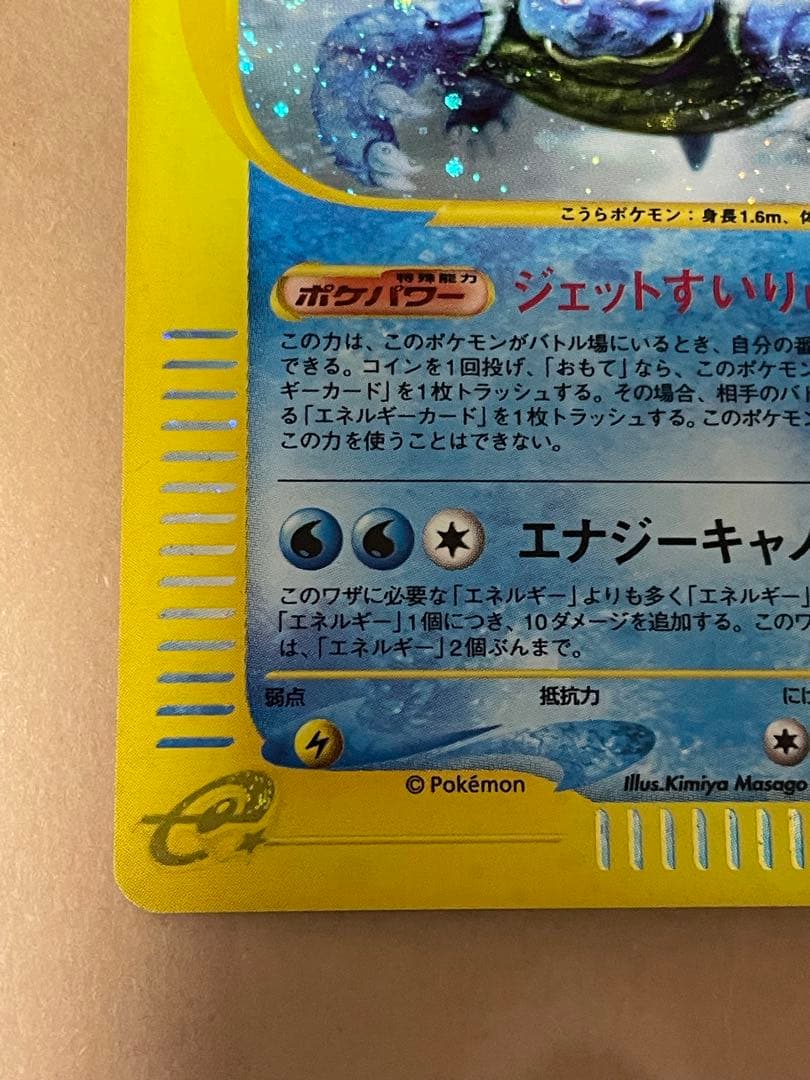 こうらポケモン：身長1.6m、体
特殊能力
ポケパワー ジェットすいり
この力は、このポケモンがバトル場にいるとき、自分の番
できる。コインを1回投げ、「おもて」なら、このポケモン
ギーカード」を1枚トラッシュする。その場合、相手のバト
る「エネルギーカード」を1枚トラッシュする。このポケモン
この力を使うことはできない。
エナジーキャノ
このワザに必要な「エネルギー」よりも多く「エネルギー」
「エネルギー」1個につき、10ダメージを追加する。このワ
は、「エネルギー」2個ぶんまで。
弱点 抵抗力 にげ
©Pokémon Illus.Kimiya Masago
e